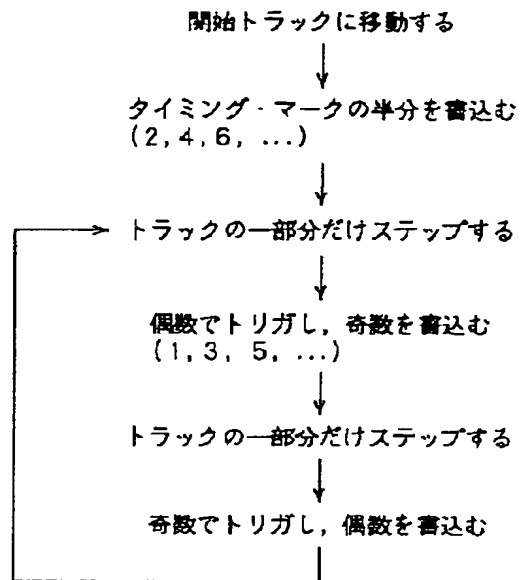 開始トラックに移動する
タイミング・マークの半分を書込む
(2,4,6, ...)
トラックの一部分だけステップする
偶数でトリガし,奇数を書込む
(1,3, 5, ...)
トラックの一部分だけステップする
奇数でトリガし,偶数を書込む